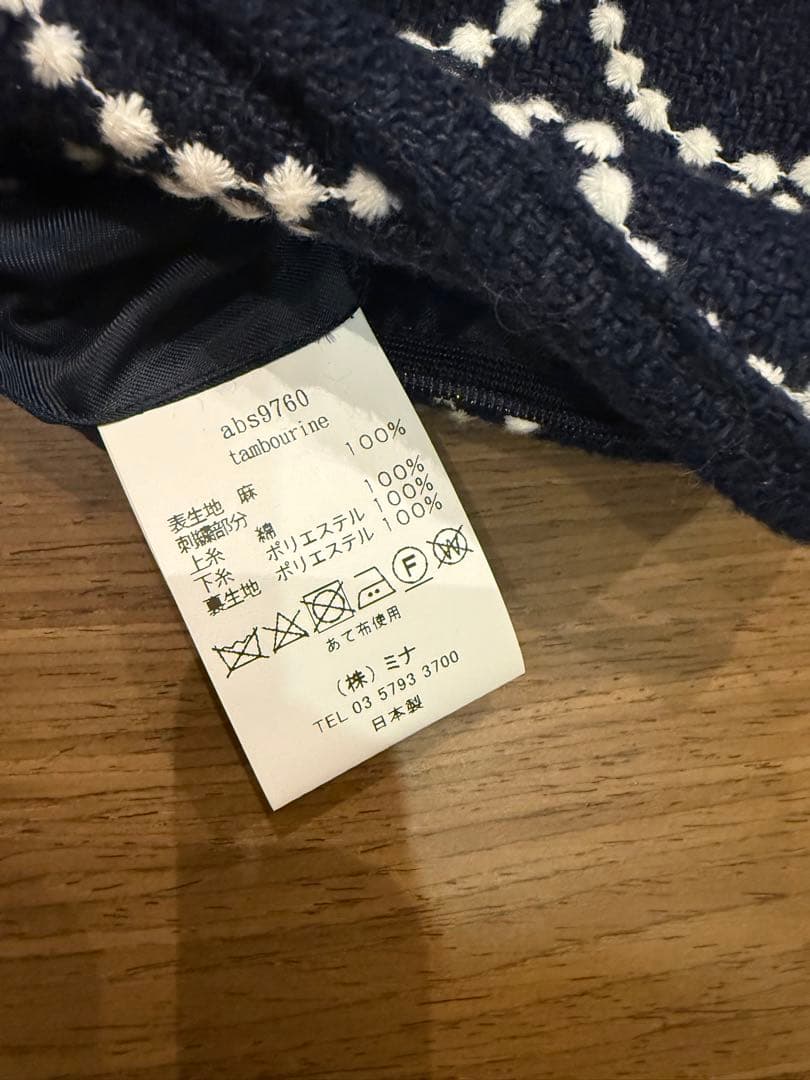 abs9760
tambourine
表生地 麻 100%
刺繍部分
上糸 綿 100%
下糸 ポリエステル 100%
裏生地 ポリエステル 100%
F W
あて布使用
(株) ミナ
TEL 03 5793 3700
日本製